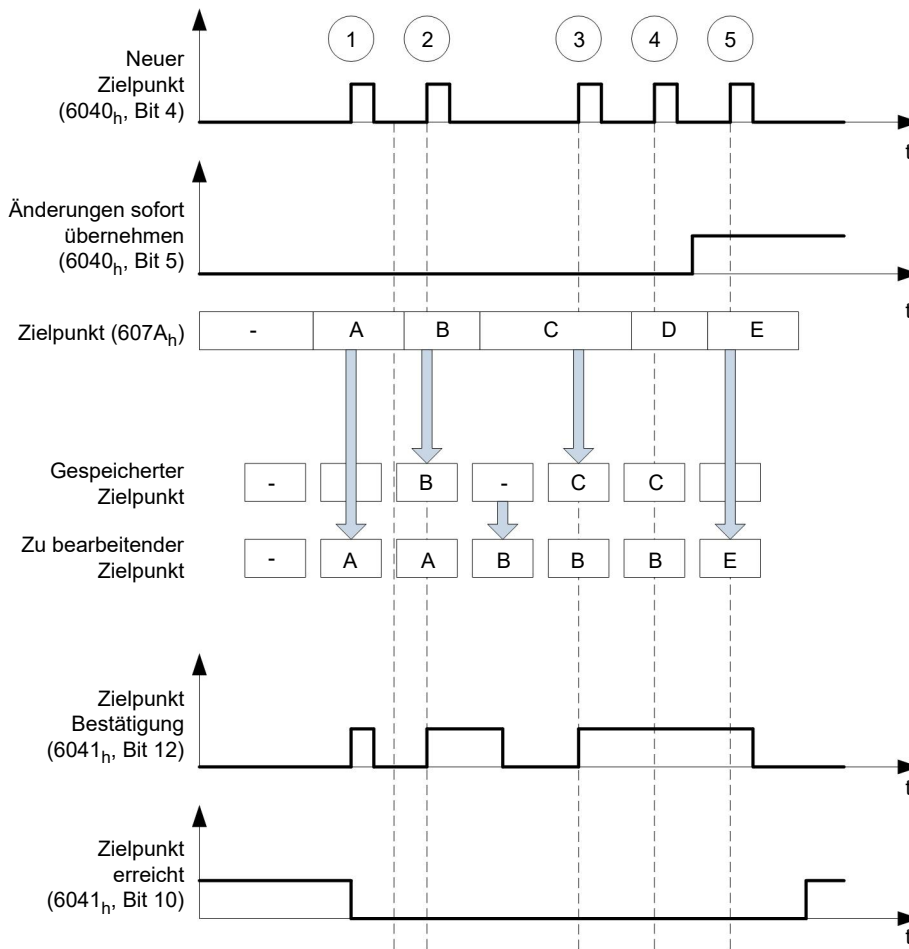 1 2 3 4 5
Neuer
Zielpunkt
(6040h, Bit 4)
t
Änderungen sofort
übernehmen
(6040h, Bit 5)
t
Zielpunkt (607Ah) - A B C D E
Gespeicherter
Zielpunkt
- B - C C
Zu bearbeitender
Zielpunkt
- A A B B B E
Zielpunkt
Bestätigung
(6041h, Bit 12)
t
Zielpunkt
erreicht
(6041h, Bit 10)
t